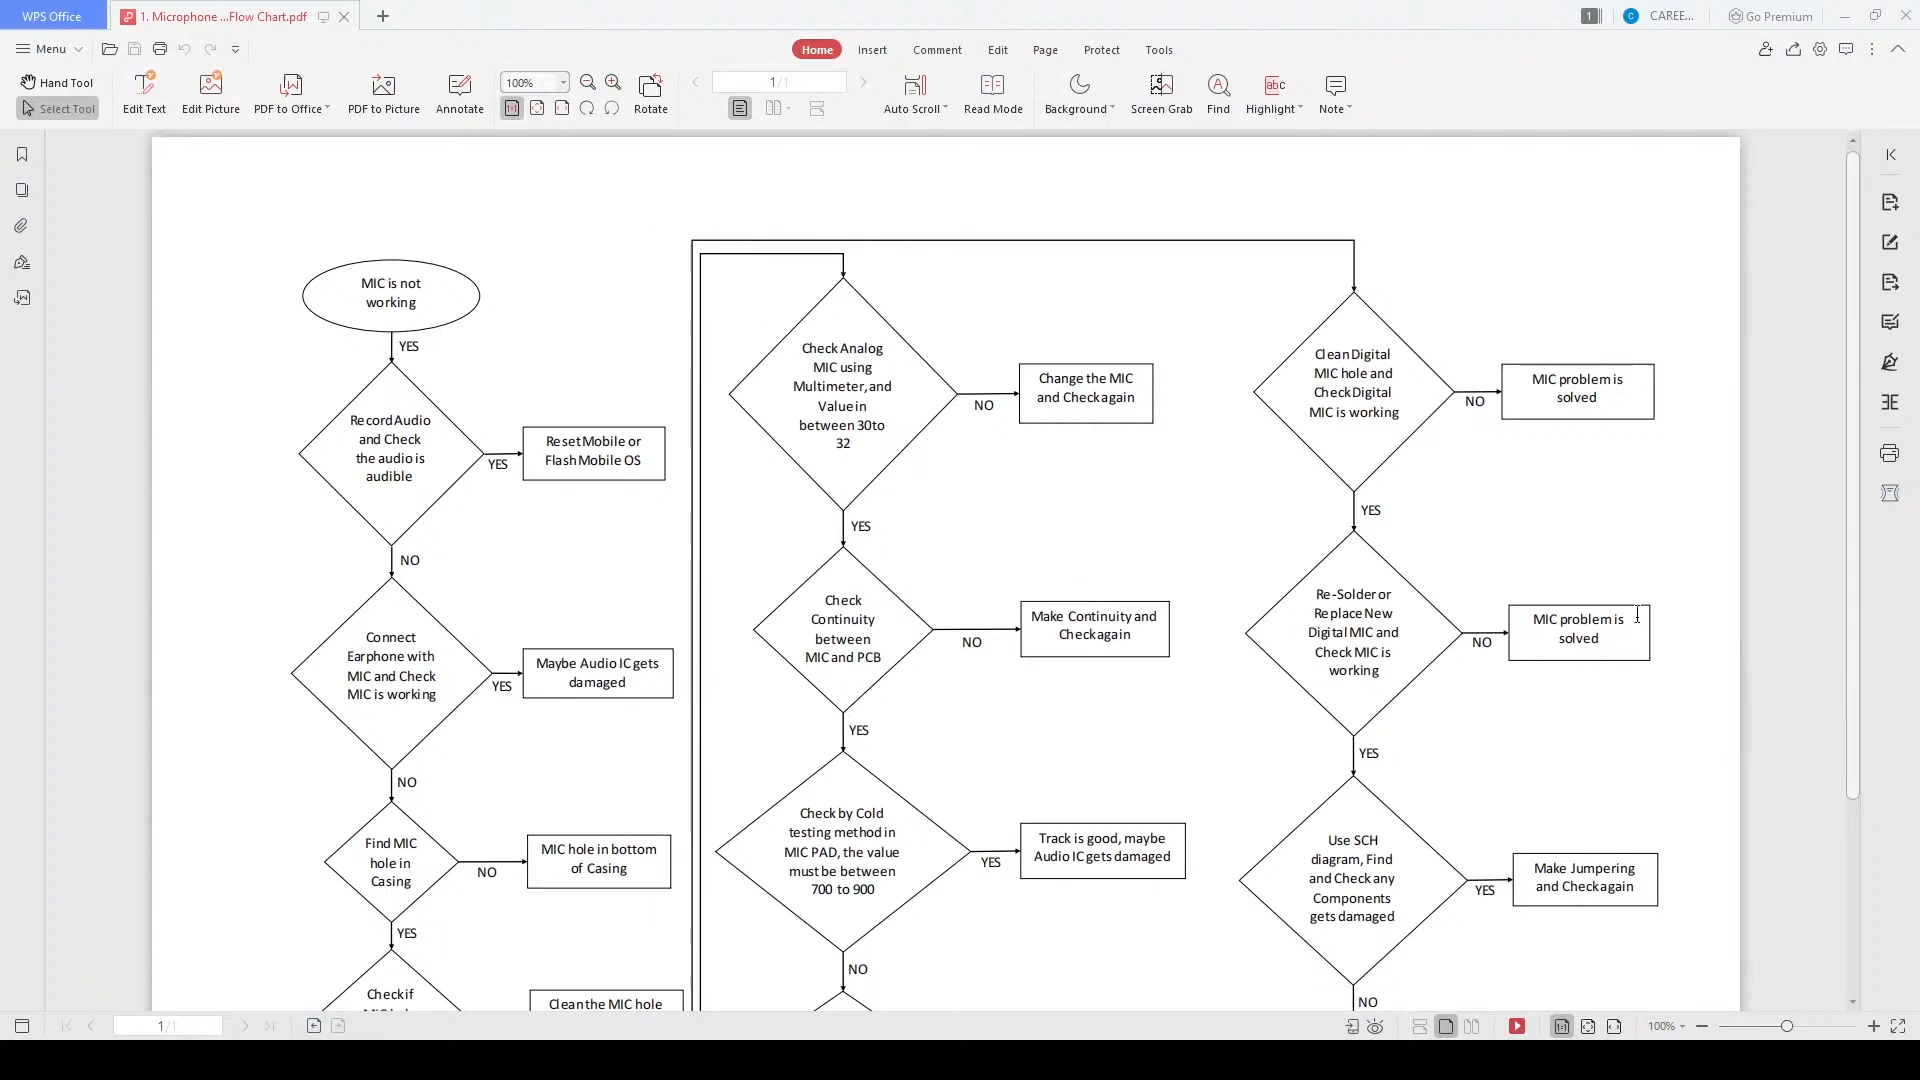 WPS Office
1. Microphone ...Flow Chart.pdf
1
C
CAREE...
Go Premium
Menu
Home
Insert
Comment
Edit
Page
Protect
Tools
Hand Tool
Select Tool
Edit Text
Edit Picture
PDF to Office
PDF to Picture
Annotate
100%
Rotate
1/1
Auto Scroll
Read Mode
Background
Screen Grab
Find
abc
Highlight
Note
MIC is not
working
YES
Record Audio
and Check
the audio is
audible
YES
Reset Mobile or
Flash Mobile OS
NO
Connect
Earphone with
MIC and Check
MIC is working
YES
Maybe Audio IC gets
damaged
NO
Find MIC
hole in
Casing
NO
MIC hole in bottom
of Casing
YES
Check if
Clean the MIC hole
Check Analog
MIC using
Multimeter, and
Value in
between 30 to
32
NO
Change the MIC
and Check again
YES
Check
Continuity
between
MIC and PCB
NO
Make Continuity and
Check again
YES
Check by Cold
testing method in
MIC PAD, the value
must be between
700 to 900
YES
Track is good, maybe
Audio IC gets damaged
NO
Clean Digital
MIC hole and
Check Digital
MIC is working
NO
MIC problem is
solved
YES
Re-Solder or
Replace New
Digital MIC and
Check MIC is
working
NO
MIC problem is
solved
YES
Use SCH
diagram, Find
and Check any
Components
gets damaged
YES
Make Jumpering
and Check again
NO
1/1
1:1
100%